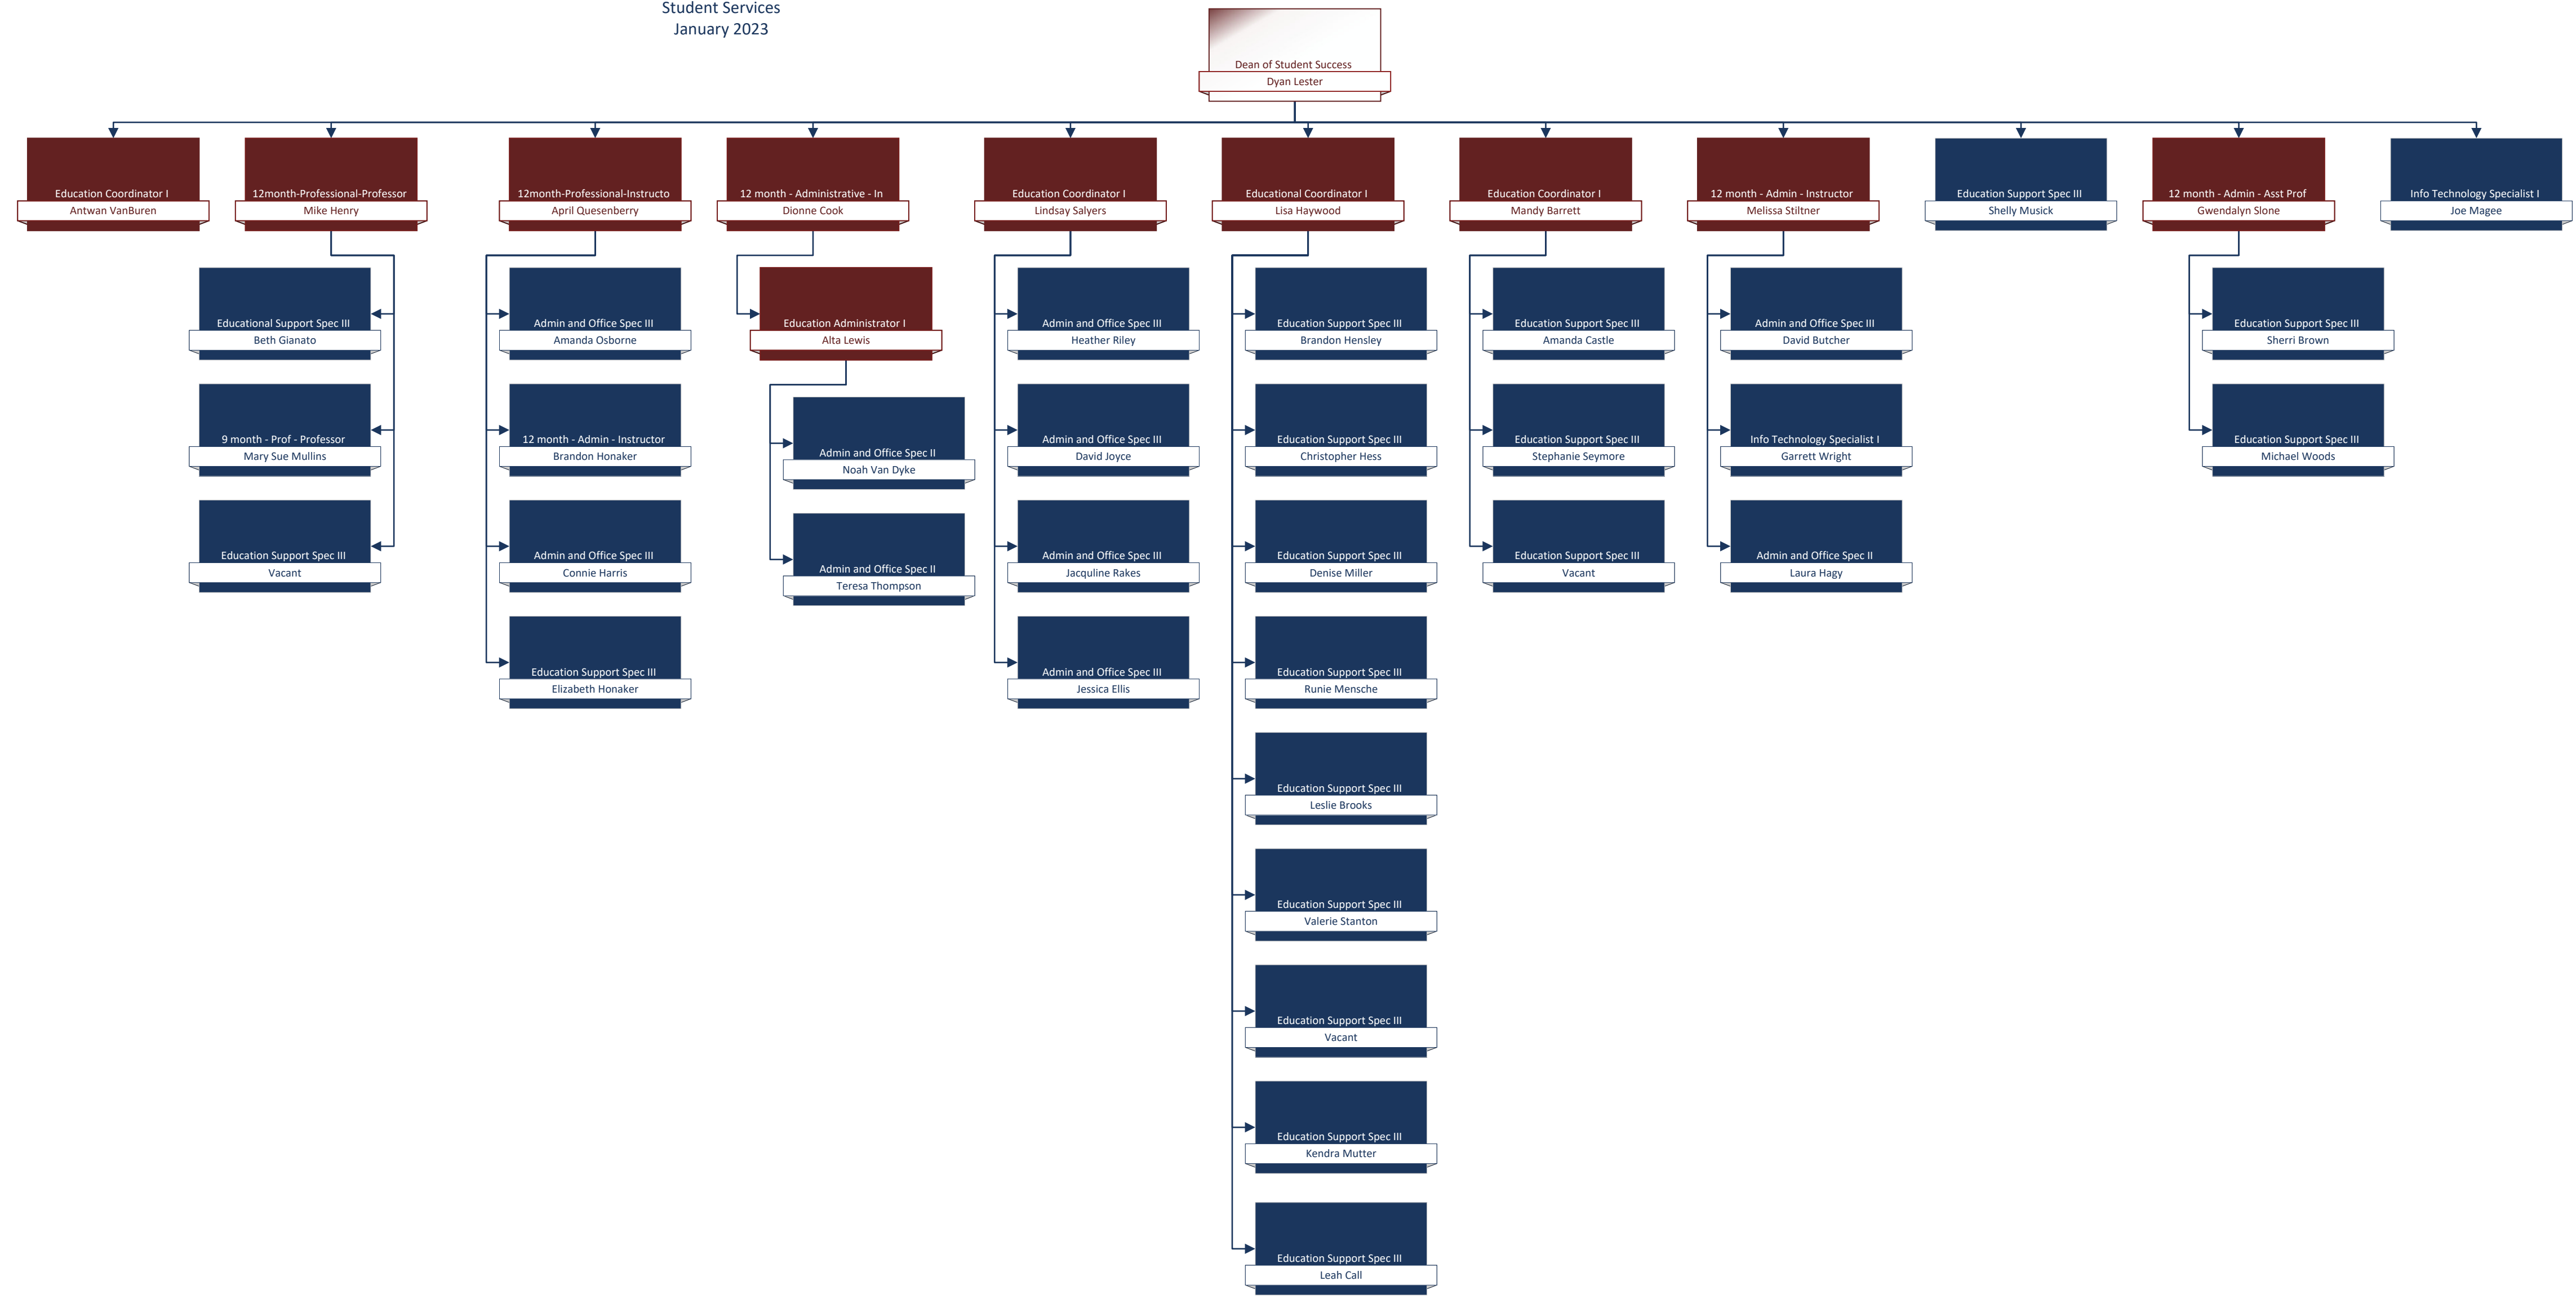 Student Services
January 2023
Dean of Student Success
Dyan Lester
Education Coordinator I
Antwan VanBuren
12month-Professional-Professor
Mike Henry
12month-Professional-Instructo
April Quesenberry
12 month - Administrative - In
Dionne Cook
Education Coordinator I
Lindsay Salyers
Educational Coordinator I
Lisa Haywood
Education Coordinator I
Mandy Barrett
12 month - Admin - Instructor
Melissa Stiltner
Education Support Spec III
Shelly Musick
12 month - Admin - Asst Prof
Gwendalyn Slone
Info Technology Specialist I
Joe Magee
Educational Support Spec III
Beth Gianato
9 month - Prof - Professor
Mary Sue Mullins
Education Support Spec III
Vacant
Admin and Office Spec III
Amanda Osborne
12 month - Admin - Instructor
Brandon Honaker
Admin and Office Spec III
Connie Harris
Education Support Spec III
Elizabeth Honaker
Education Administrator I
Alta Lewis
Admin and Office Spec II
Noah Van Dyke
Admin and Office Spec II
Teresa Thompson
Admin and Office Spec III
Heather Riley
Admin and Office Spec III
David Joyce
Admin and Office Spec III
Jacquline Rakes
Admin and Office Spec III
Jessica Ellis
Education Support Spec III
Brandon Hensley
Education Support Spec III
Christopher Hess
Education Support Spec III
Denise Miller
Education Support Spec III
Runie Mensche
Education Support Spec III
Leslie Brooks
Education Support Spec III
Valerie Stanton
Education Support Spec III
Vacant
Education Support Spec III
Kendra Mutter
Education Support Spec III
Leah Call
Education Support Spec III
Amanda Castle
Education Support Spec III
Stephanie Seymore
Education Support Spec III
Vacant
Admin and Office Spec III
David Butcher
Info Technology Specialist I
Garrett Wright
Admin and Office Spec II
Laura Hagy
Education Support Spec III
Sherri Brown
Education Support Spec III
Michael Woods